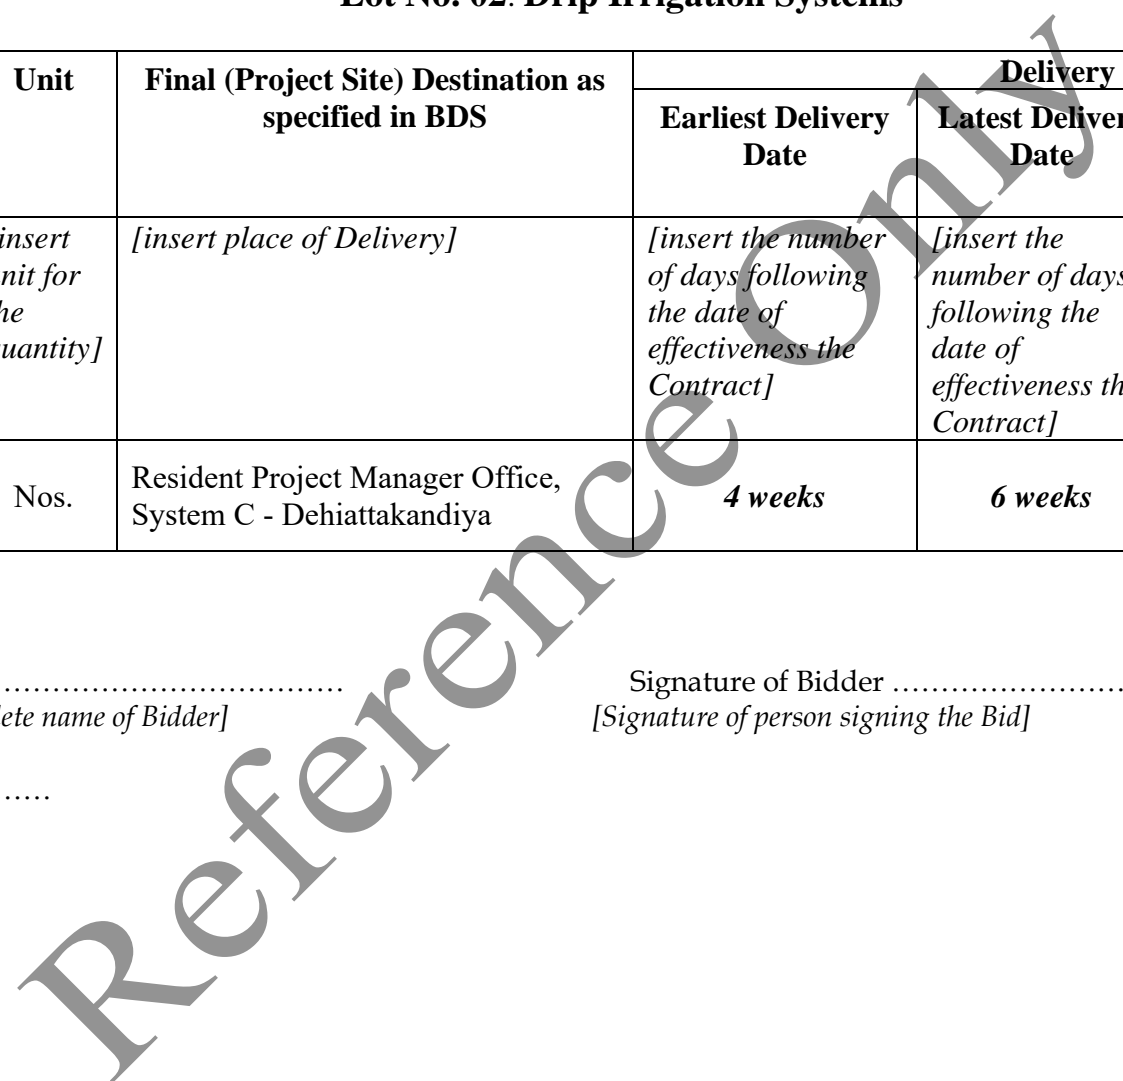 Lot No. 02: Drip Irrigation Systems
Unit
Final (Project Site) Destination as
specified in BDS
Delivery
Earliest Delivery
Date
Latest Deliver
Date
insert
nit for
he
uantity]
[insert place of Delivery]
[insert the number
of days following
the date of
effectiveness the
Contract]
[insert the
number of days
following the
date of
effectiveness th
Contract]
Nos.
Resident Project Manager Office,
System C - Dehiattakandiya
4 weeks
6 weeks
……………………………… Signature of Bidder ……………………
lete name of Bidder] [Signature of person signing the Bid]
…..
Reference Only